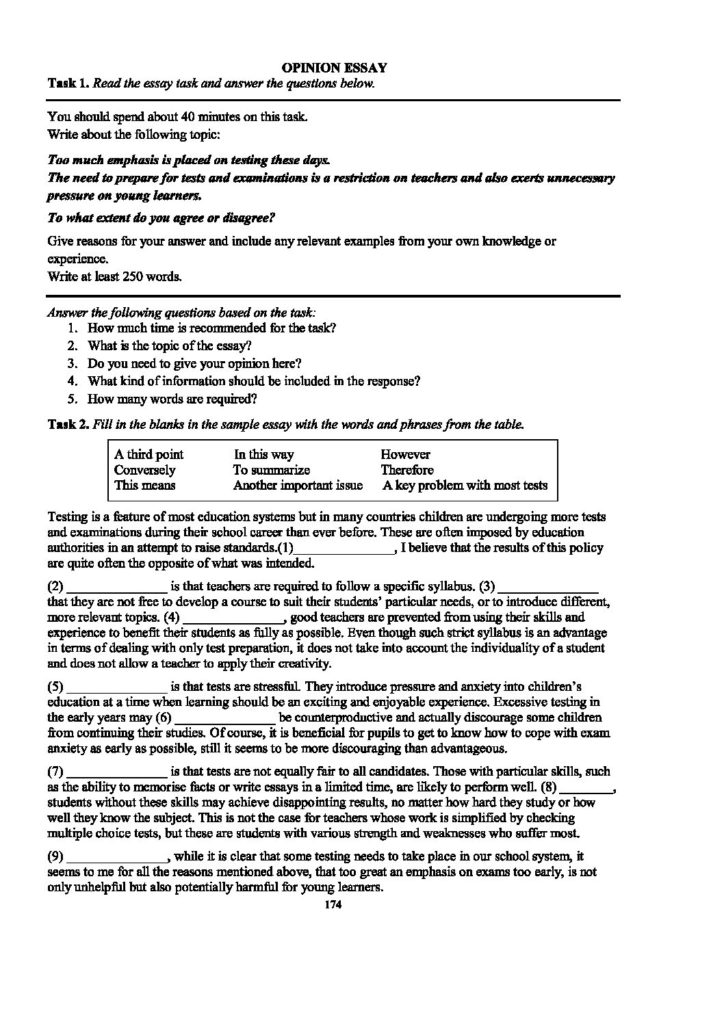 OPINION ESSAY
Task 1. Read the essay task and answer the questions below.
You should spend about 40 minutes on this task.
Write about the following topic:
Too much emphasis is placed on testing these days.
The need to prepare for tests and examinations is a restriction on teachers and also exerts unnecessary
pressure on young learners.
To what extent do you agree or disagree?
Give reasons for your answer and include any relevant examples from your own knowledge or
experience.
Write at least 250 words.
Answer the following questions based on the task:
1. How much time is recommended for the task?
2. What is the topic of the essay?
3. Do you need to give your opinion here?
4. What kind of information should be included in the response?
5. How many words are required?
Task 2. Fill in the blanks in the sample essay with the words and phrases from the table.
A third point In this way However
Conversely To summarize Therefore
This means Another important issue A key problem with most tests
Testing is a feature of most education systems but in many countries children are undergoing more tests
and examinations during their school career than ever before. These are often imposed by education
authorities in an attempt to raise standards.(1)_______________, I believe that the results of this policy
are quite often the opposite of what was intended.
(2) _______________ is that teachers are required to follow a specific syllabus. (3) _______________
that they are not free to develop a course to suit their students' particular needs, or to introduce different,
more relevant topics. (4) _______________, good teachers are prevented from using their skills and
experience to benefit their students as fully as possible. Even though such strict syllabus is an advantage
in terms of dealing with only test preparation, it does not take into account the individuality of a student
and does not allow a teacher to apply their creativity.
(5) _______________ is that tests are stressful. They introduce pressure and anxiety into children's
education at a time when learning should be an exciting and enjoyable experience. Excessive testing in
the early years may (6) _______________ be counterproductive and actually discourage some children
from continuing their studies. Of course, it is beneficial for pupils to get to know how to cope with exam
anxiety as early as possible, still it seems to be more discouraging than advantageous.
(7) _______________ is that tests are not equally fair to all candidates. Those with particular skills, such
as the ability to memorise facts or write essays in a limited time, are likely to perform well. (8) ________,
students without these skills may achieve disappointing results, no matter how hard they study or how
well they know the subject. This is not the case for teachers whose work is simplified by checking
multiple choice tests, but these are students with various strength and weaknesses who suffer most.
(9) _______________, while it is clear that some testing needs to take place in our school system, it
seems to me for all the reasons mentioned above, that too great an emphasis on exams too early, is not
only unhelpful but also potentially harmful for young learners.
174